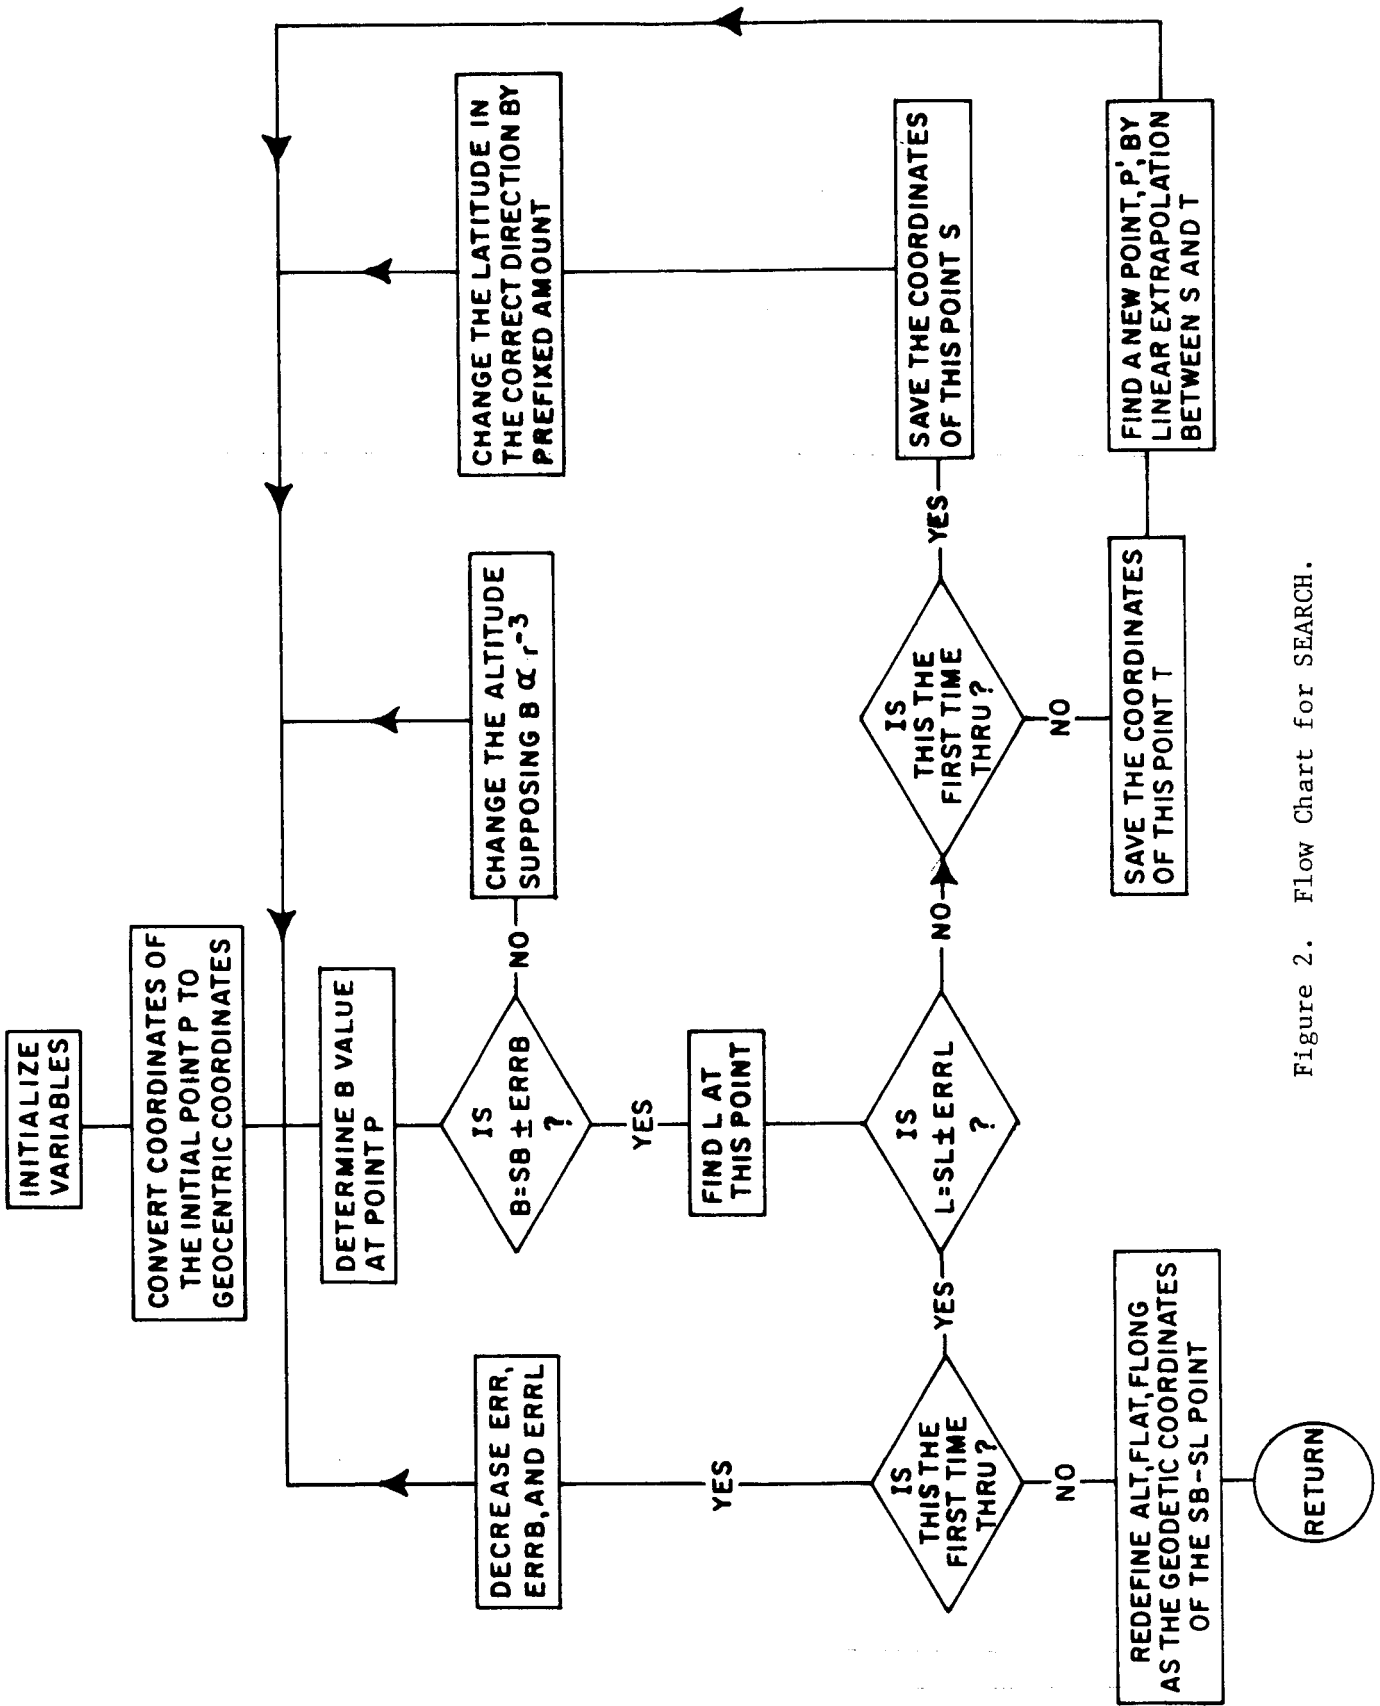 INITIALIZE
VARIABLES
CONVERT COORDINATES OF
THE INITIAL POINT P TO
GEOCENTRIC COORDINATES
DETERMINE B VALUE
AT POINT P
IS
B=SB ± ERRB
?
NO
CHANGE THE ALTITUDE
SUPPOSING B α r⁻³
YES
FIND L AT
THIS POINT
IS
L=SL± ERRL
?
YES
IS
THIS THE
FIRST TIME
THRU?
YES
DECREASE ERR,
ERRB, AND ERRL
NO
REDEFINE ALT, FLAT, FLONG
AS THE GEODETIC COORDINATES
OF THE SB-SL POINT
RETURN
NO
IS
THIS THE
FIRST TIME
THRU?
YES
SAVE THE COORDINATES
OF THIS POINT S
CHANGE THE LATITUDE IN
THE CORRECT DIRECTION BY
PREFIXED AMOUNT
NO
SAVE THE COORDINATES
OF THIS POINT T
FIND A NEW POINT, P', BY
LINEAR EXTRAPOLATION
BETWEEN S AND T
Figure 2. Flow Chart for SEARCH.